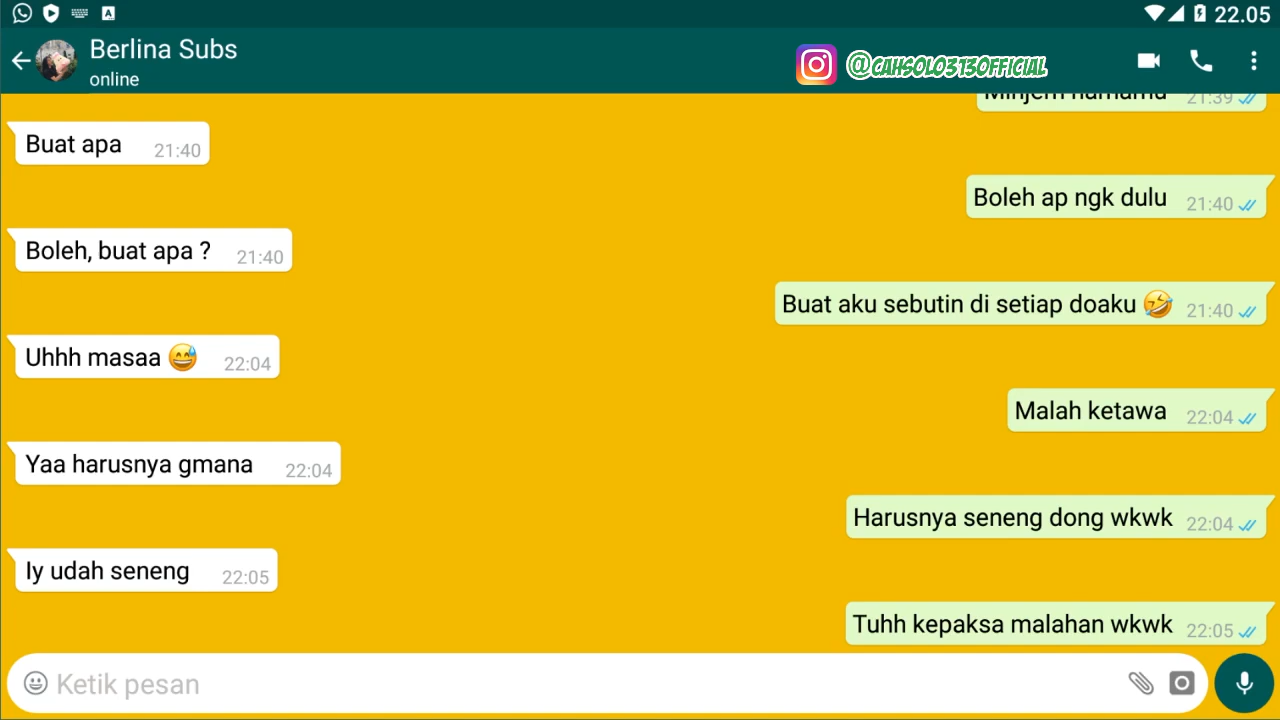 22.05
Berlina Subs
online
@CAHSOLO313OFFICIAL
Minjem namamu 21:39
Buat apa 21:40
Boleh ap ngk dulu 21:40
Boleh, buat apa ? 21:40
Buat aku sebutin di setiap doaku 🤣 21:40
Uhhh masaa 😅 22:04
Malah ketawa 22:04
Yaa harusnya gmana 22:04
Harusnya seneng dong wkwk 22:04
Iy udah seneng 22:05
Tuhh kepaksa malahan wkwk 22:05
Ketik pesan